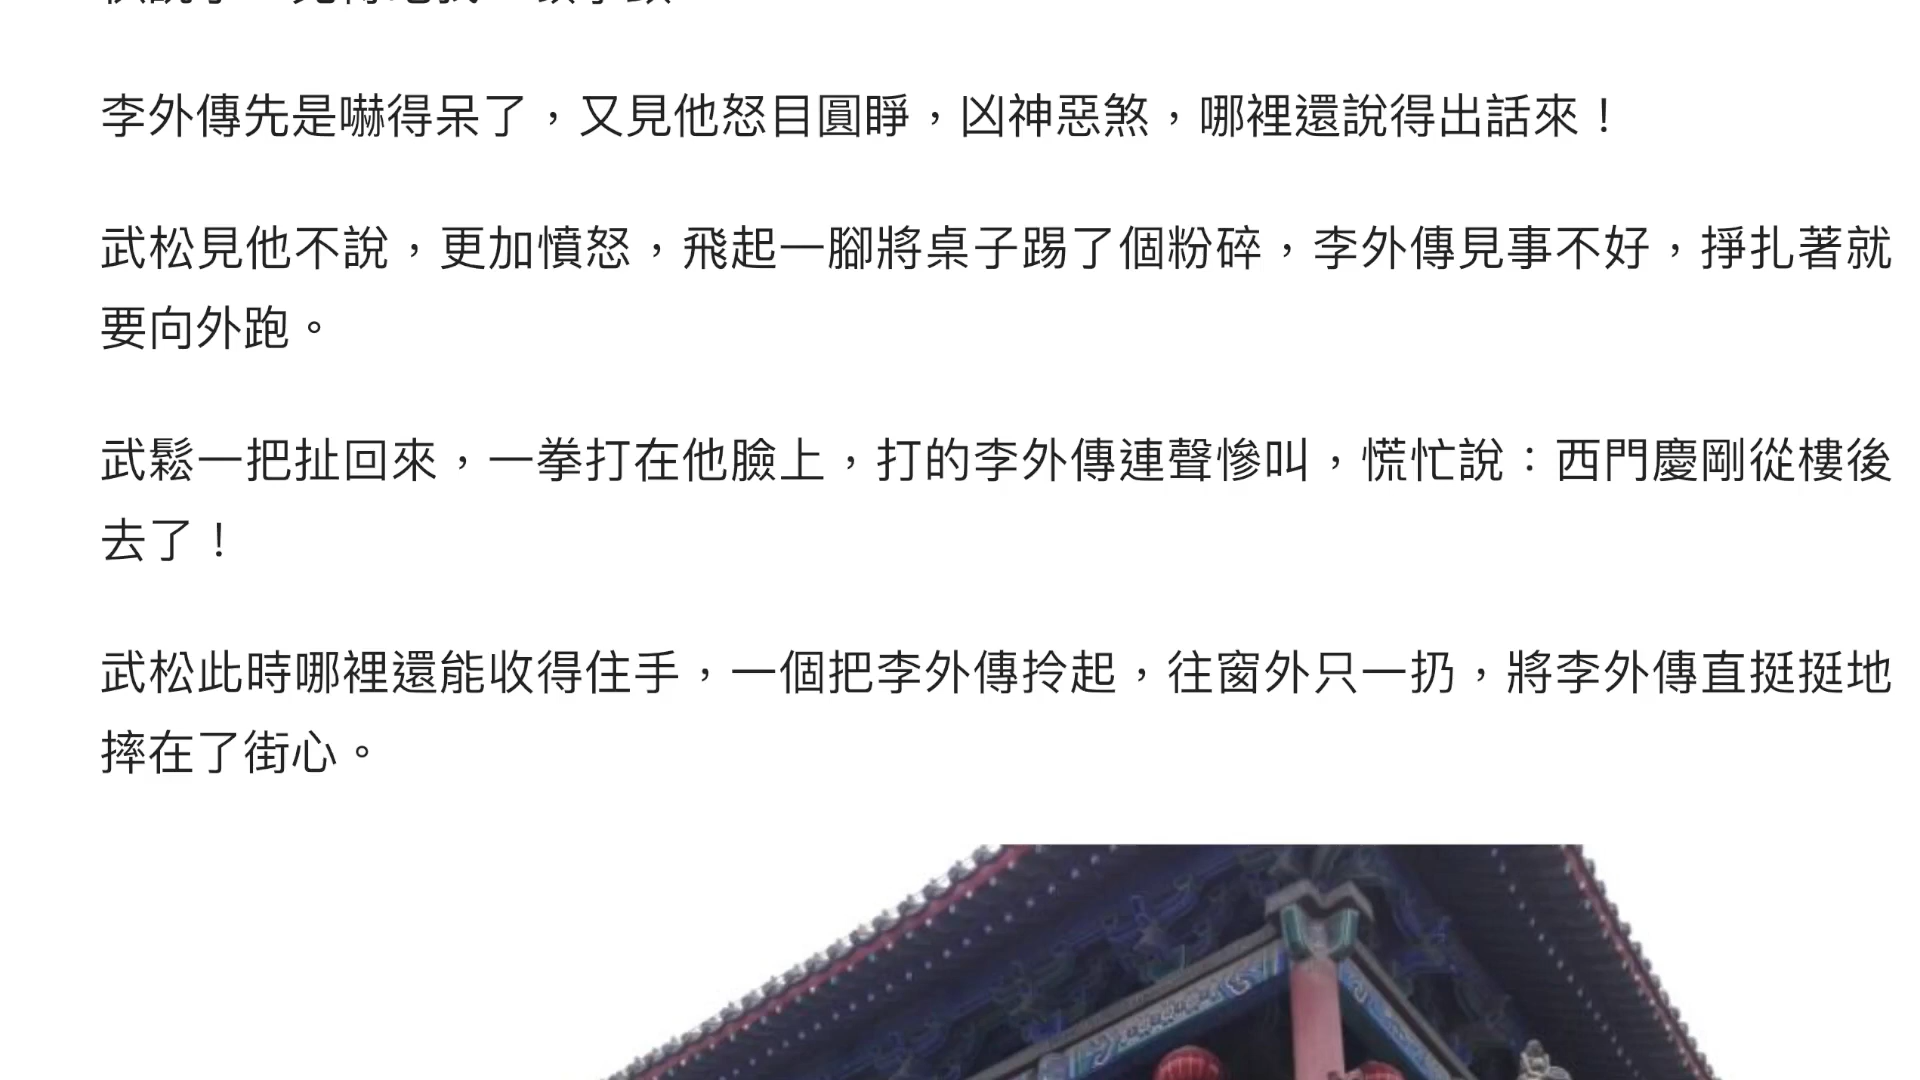 李外傳先是嚇得呆了，又見他怒目圓睜，凶神惡煞，哪裡還說得出話來！
武松見他不說，更加憤怒，飛起一腳將桌子踢了個粉碎，李外傳見事不好，掙扎著就
要向外跑。
武鬆一把扯回來，一拳打在他臉上，打的李外傳連聲慘叫，慌忙說：西門慶剛從樓後
去了！
武松此時哪裡還能收得住手，一個把李外傳拎起，往窗外只一扔，將李外傳直挺挺地
摔在了街心。